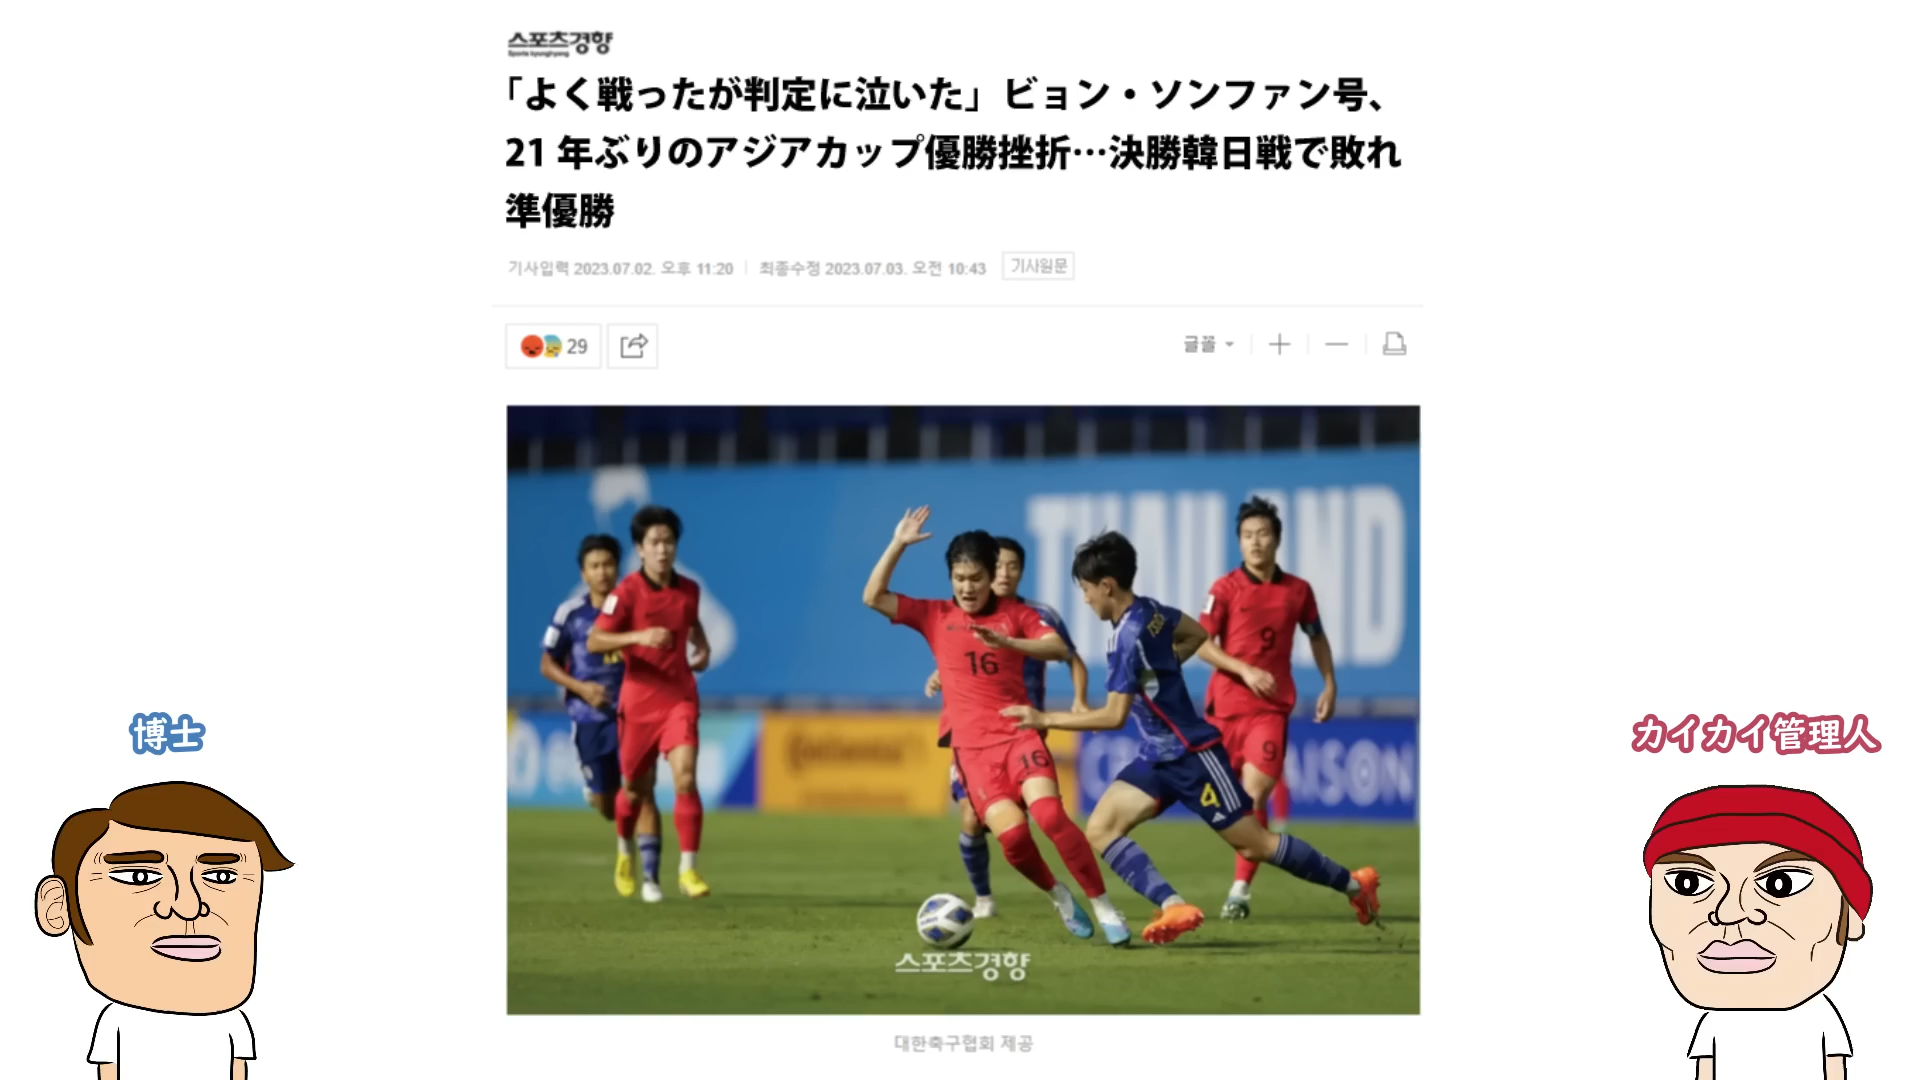 스포츠경향
Sports kyunghyang
「よく戦ったが判定に泣いた」ビョン・ソンファン号、
21 年ぶりのアジアカップ優勝挫折…決勝韓日戦で敗れ
準優勝
기사입력 2023.07.02. 오후 11:20 최종수정 2023.07.03. 오전 10:43 기사원문
29
글꼴
THAILAND
16
9
16
9
4
Continental
스포츠경향
대한축구협회 제공
博士
カイカイ管理人